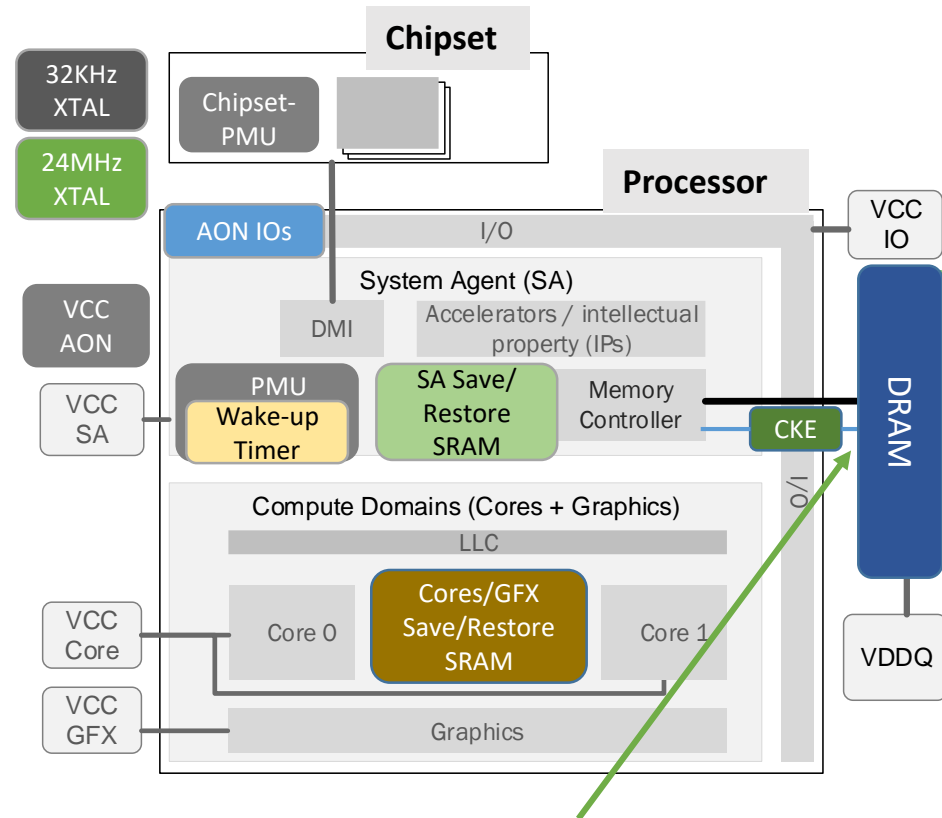 Chipset
32KHz
XTAL
Chipset-
PMU
24MHz
XTAL
Processor
AON IOs
I/O
VCC
IO
System Agent (SA)
VCC
AON
DMI
Accelerators / intellectual
property (IPs)
VCC
SA
PMU
Wake-up
Timer
SA Save/
Restore
SRAM
Memory
Controller
CKE
DRAM
I/O
Compute Domains (Cores + Graphics)
LLC
VCC
Core
Core 0
Cores/GFX
Save/Restore
SRAM
Core 1
VDDQ
VCC
GFX
Graphics